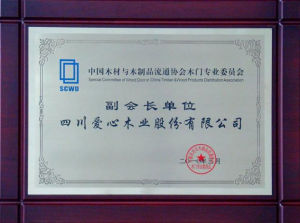 SCWD
中国木材与木制品流通协会木门专业委员会
Special Committee of Wood Door of China Timber & Wood Products Distribution Association
副会长单位
四川爱心木业股份有限公司